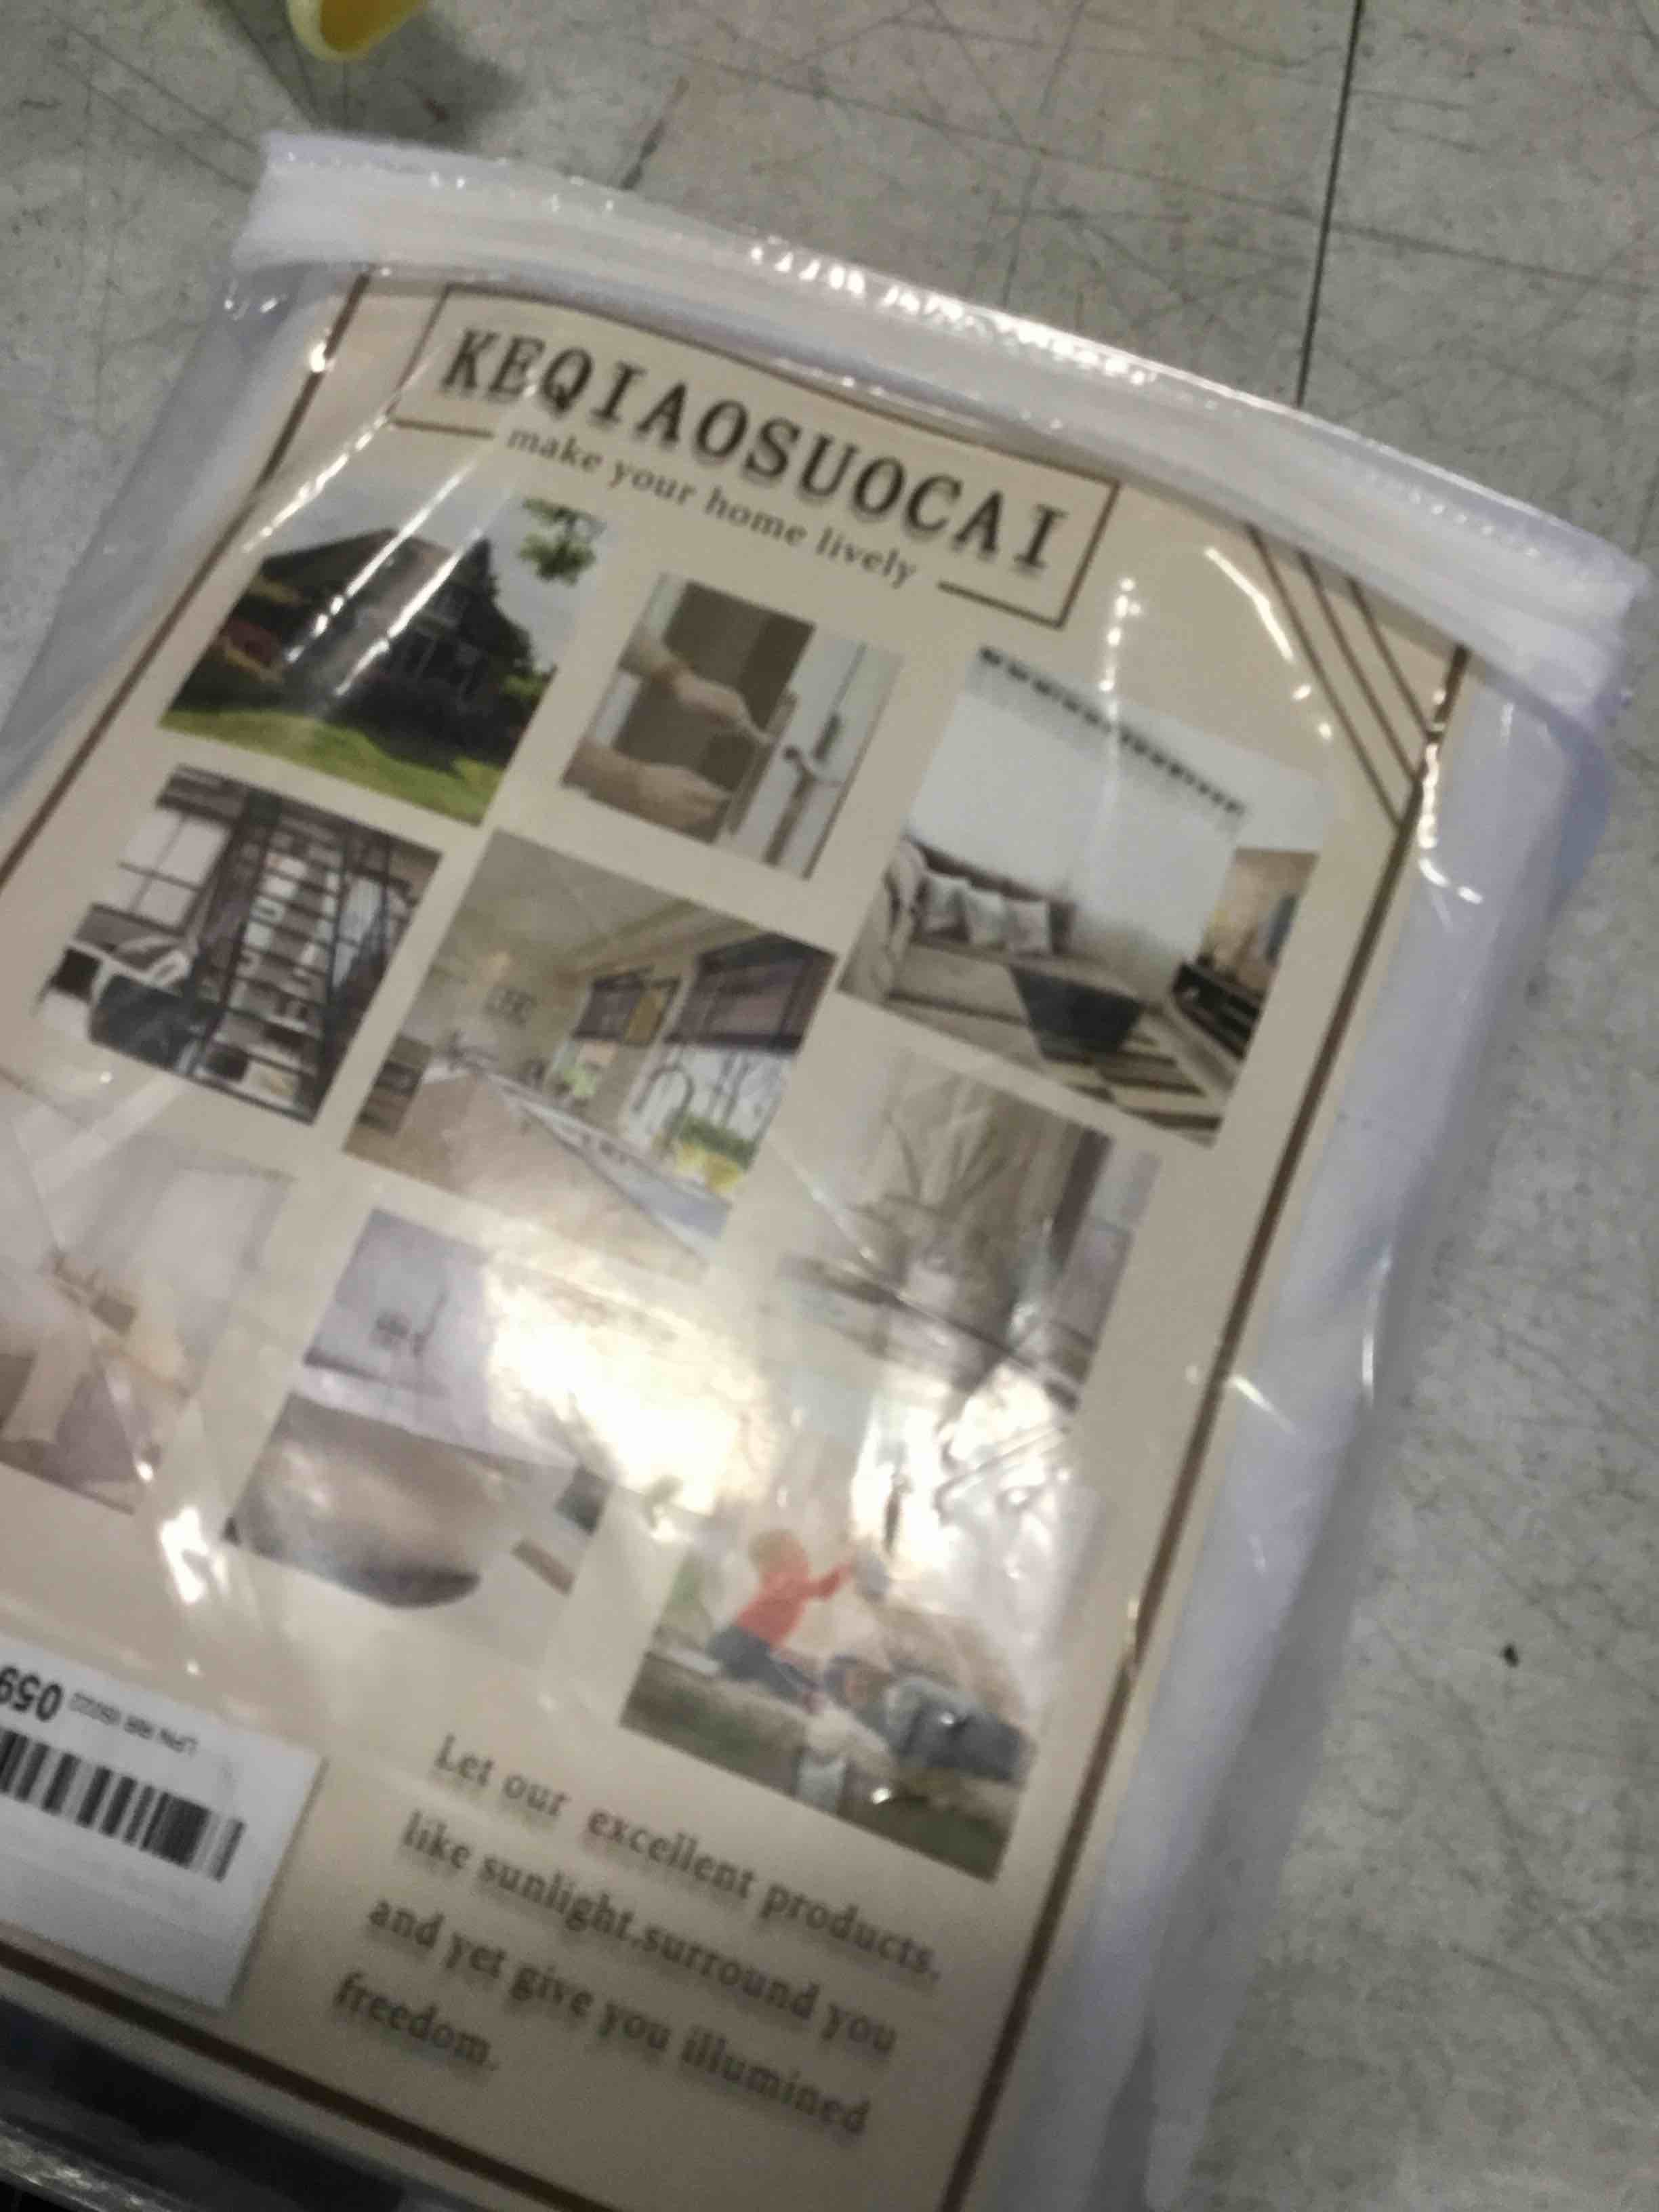 KEQIAOSUOCAI
make your home lively
Let our excellent products,
like sunlight,surround you
and yet give you illumined
freedom.
059